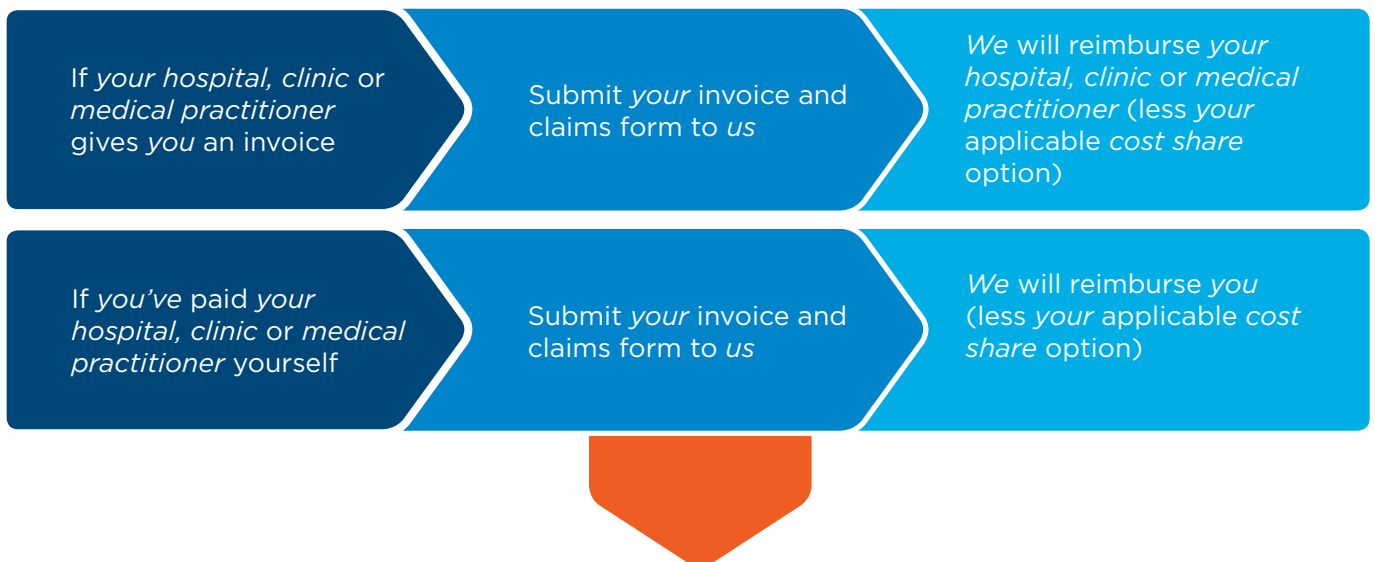 If your hospital, clinic or
medical practitioner
gives you an invoice
Submit your invoice and
claims form to us
We will reimburse your
hospital, clinic or medical
practitioner (less your
applicable cost share
option)
If you’ve paid your
hospital, clinic or medical
practitioner yourself
Submit your invoice and
claims form to us
We will reimburse you
(less your applicable cost
share option)